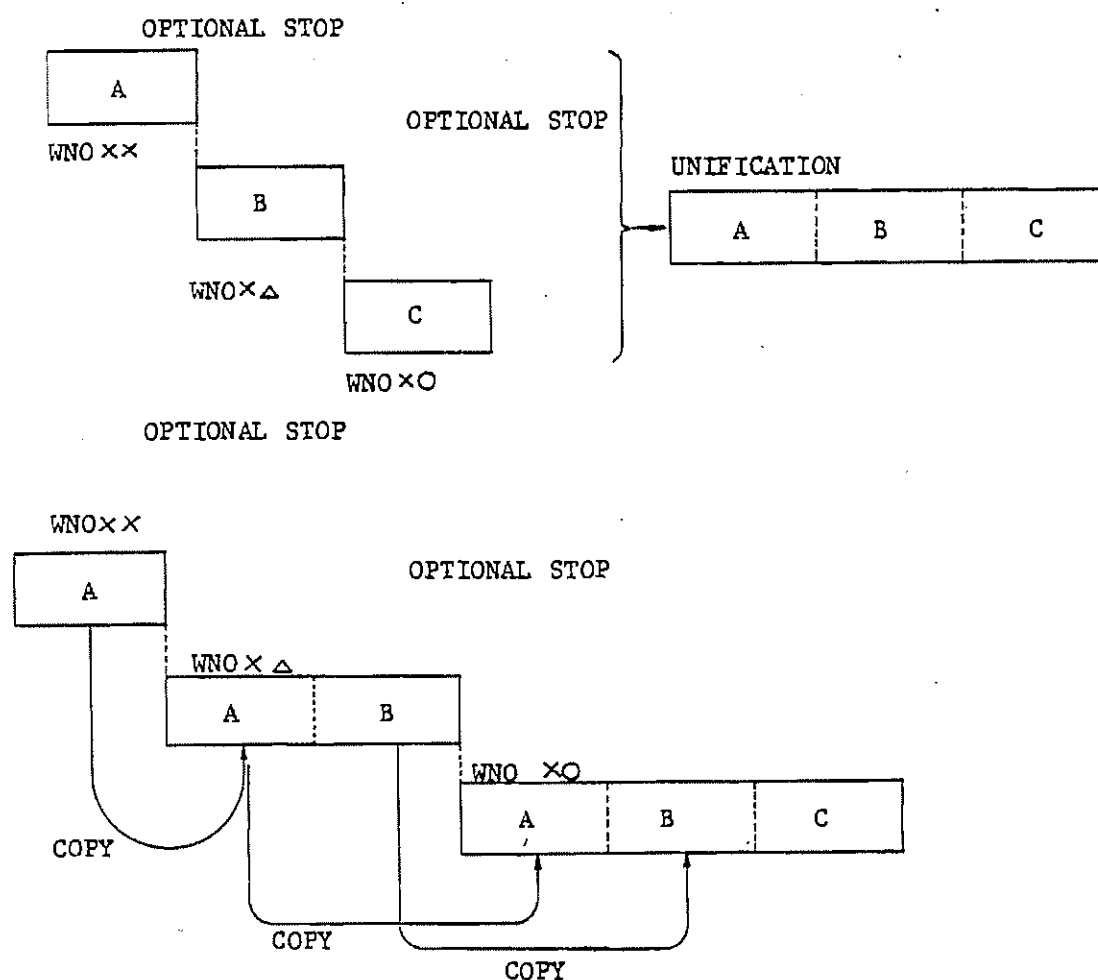 OPTIONAL STOP
A
OPTIONAL STOP
WNO××
UNIFICATION
B
A B C
WNO×△
C
WNO×○
OPTIONAL STOP
WNO××
OPTIONAL STOP
A
WNO×△
A B
WNO ×○
A B C
COPY
COPY
COPY